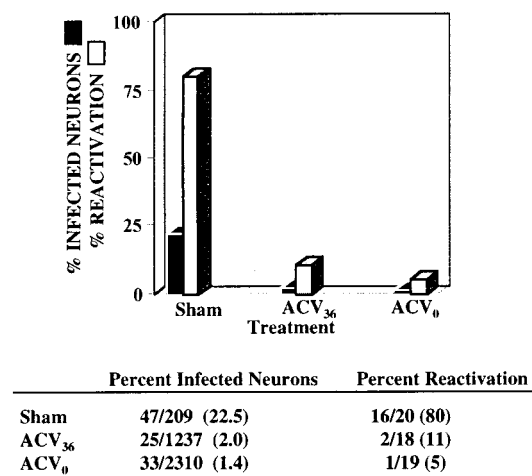 % INFECTED NEURONS
% REACTIVATION
100
75
50
25
0
Sham
ACV36
ACV0
Treatment
Percent Infected Neurons Percent Reactivation
Sham 47/209 (22.5) 16/20 (80)
ACV36 25/1237 (2.0) 2/18 (11)
ACV0 33/2310 (1.4) 1/19 (5)